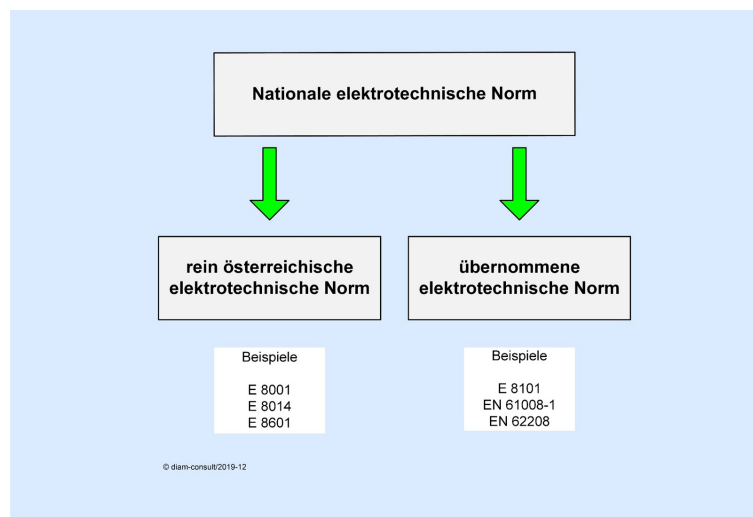 Nationale elektrotechnische Norm
rein österreichische
elektrotechnische Norm
übernommene
elektrotechnische Norm
Beispiele
E 8001
E 8014
E 8601
Beispiele
E 8101
EN 61008-1
EN 62208
© diam-consult/2019-12